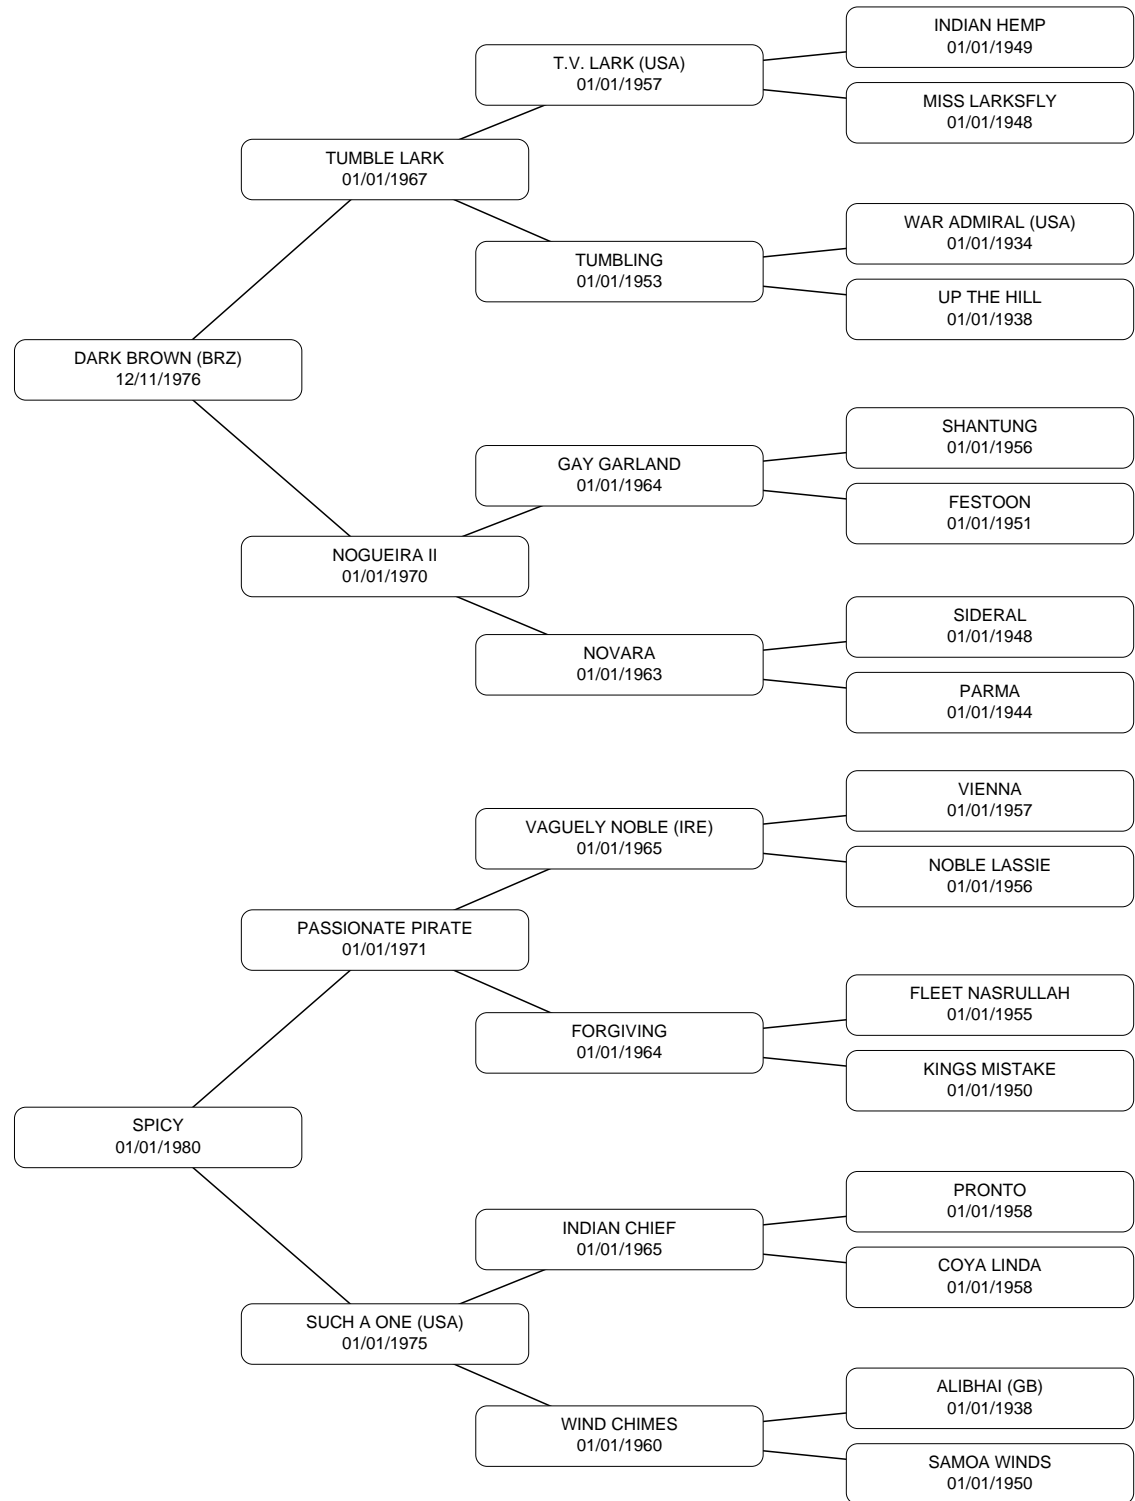 INDIAN HEMP
01/01/1949
T.V. LARK (USA)
01/01/1957
MISS LARKSFLY
01/01/1948
TUMBLE LARK
01/01/1967
WAR ADMIRAL (USA)
01/01/1934
TUMBLING
01/01/1953
UP THE HILL
01/01/1938
DARK BROWN (BRZ)
12/11/1976
SHANTUNG
01/01/1956
GAY GARLAND
01/01/1964
FESTOON
01/01/1951
NOGUEIRA II
01/01/1970
SIDERAL
01/01/1948
NOVARA
01/01/1963
PARMA
01/01/1944
VIENNA
01/01/1957
VAGUELY NOBLE (IRE)
01/01/1965
NOBLE LASSIE
01/01/1956
PASSIONATE PIRATE
01/01/1971
FLEET NASRULLAH
01/01/1955
FORGIVING
01/01/1964
KINGS MISTAKE
01/01/1950
SPICY
01/01/1980
PRONTO
01/01/1958
INDIAN CHIEF
01/01/1965
COYA LINDA
01/01/1958
SUCH A ONE (USA)
01/01/1975
ALIBHAI (GB)
01/01/1938
WIND CHIMES
01/01/1960
SAMOA WINDS
01/01/1950